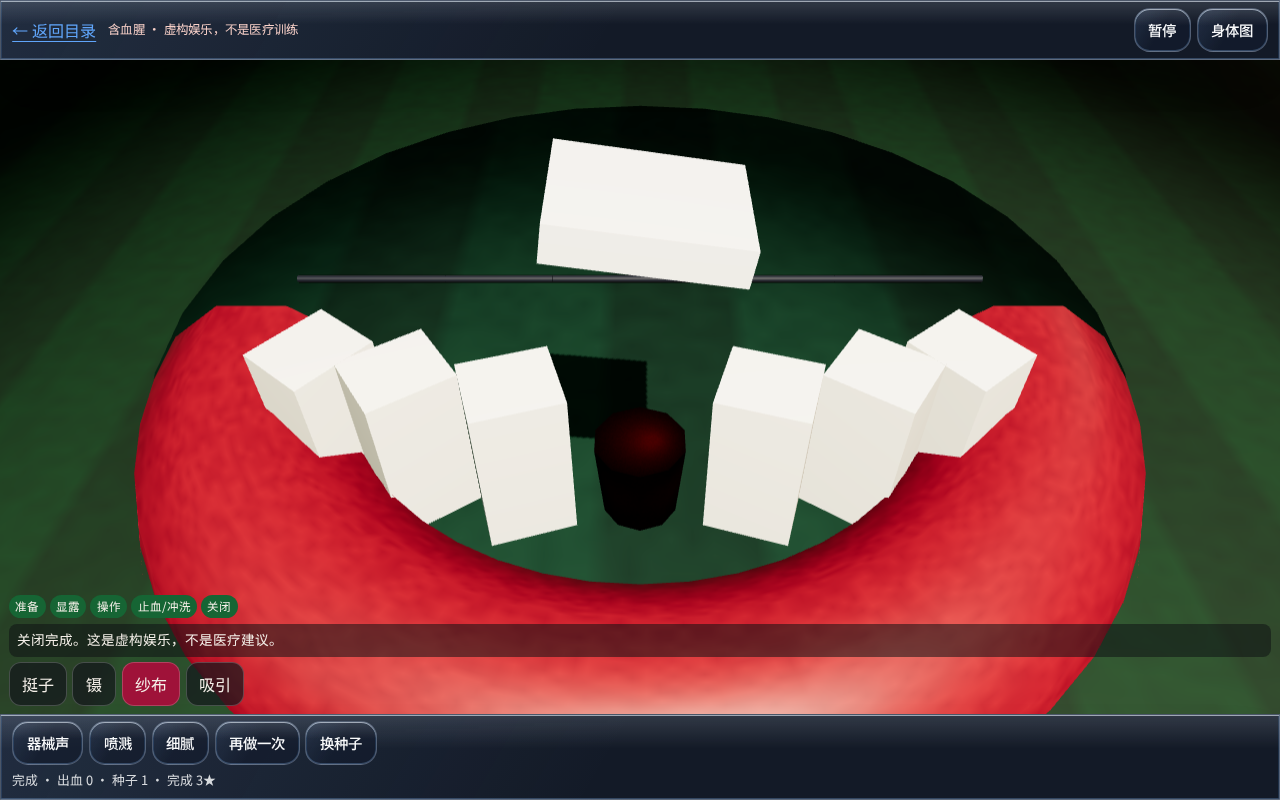 ← 返回目录 含血腥 · 虚构娱乐，不是医疗训练 暂停 身体图
准备 显露 操作 止血/冲洗 关闭
关闭完成。这是虚构娱乐，不是医疗建议。
挺子 镊 纱布 吸引
器械声 喷溅 细腻 再做一次 换种子
完成 · 出血 0 · 种子 1 · 完成 3★